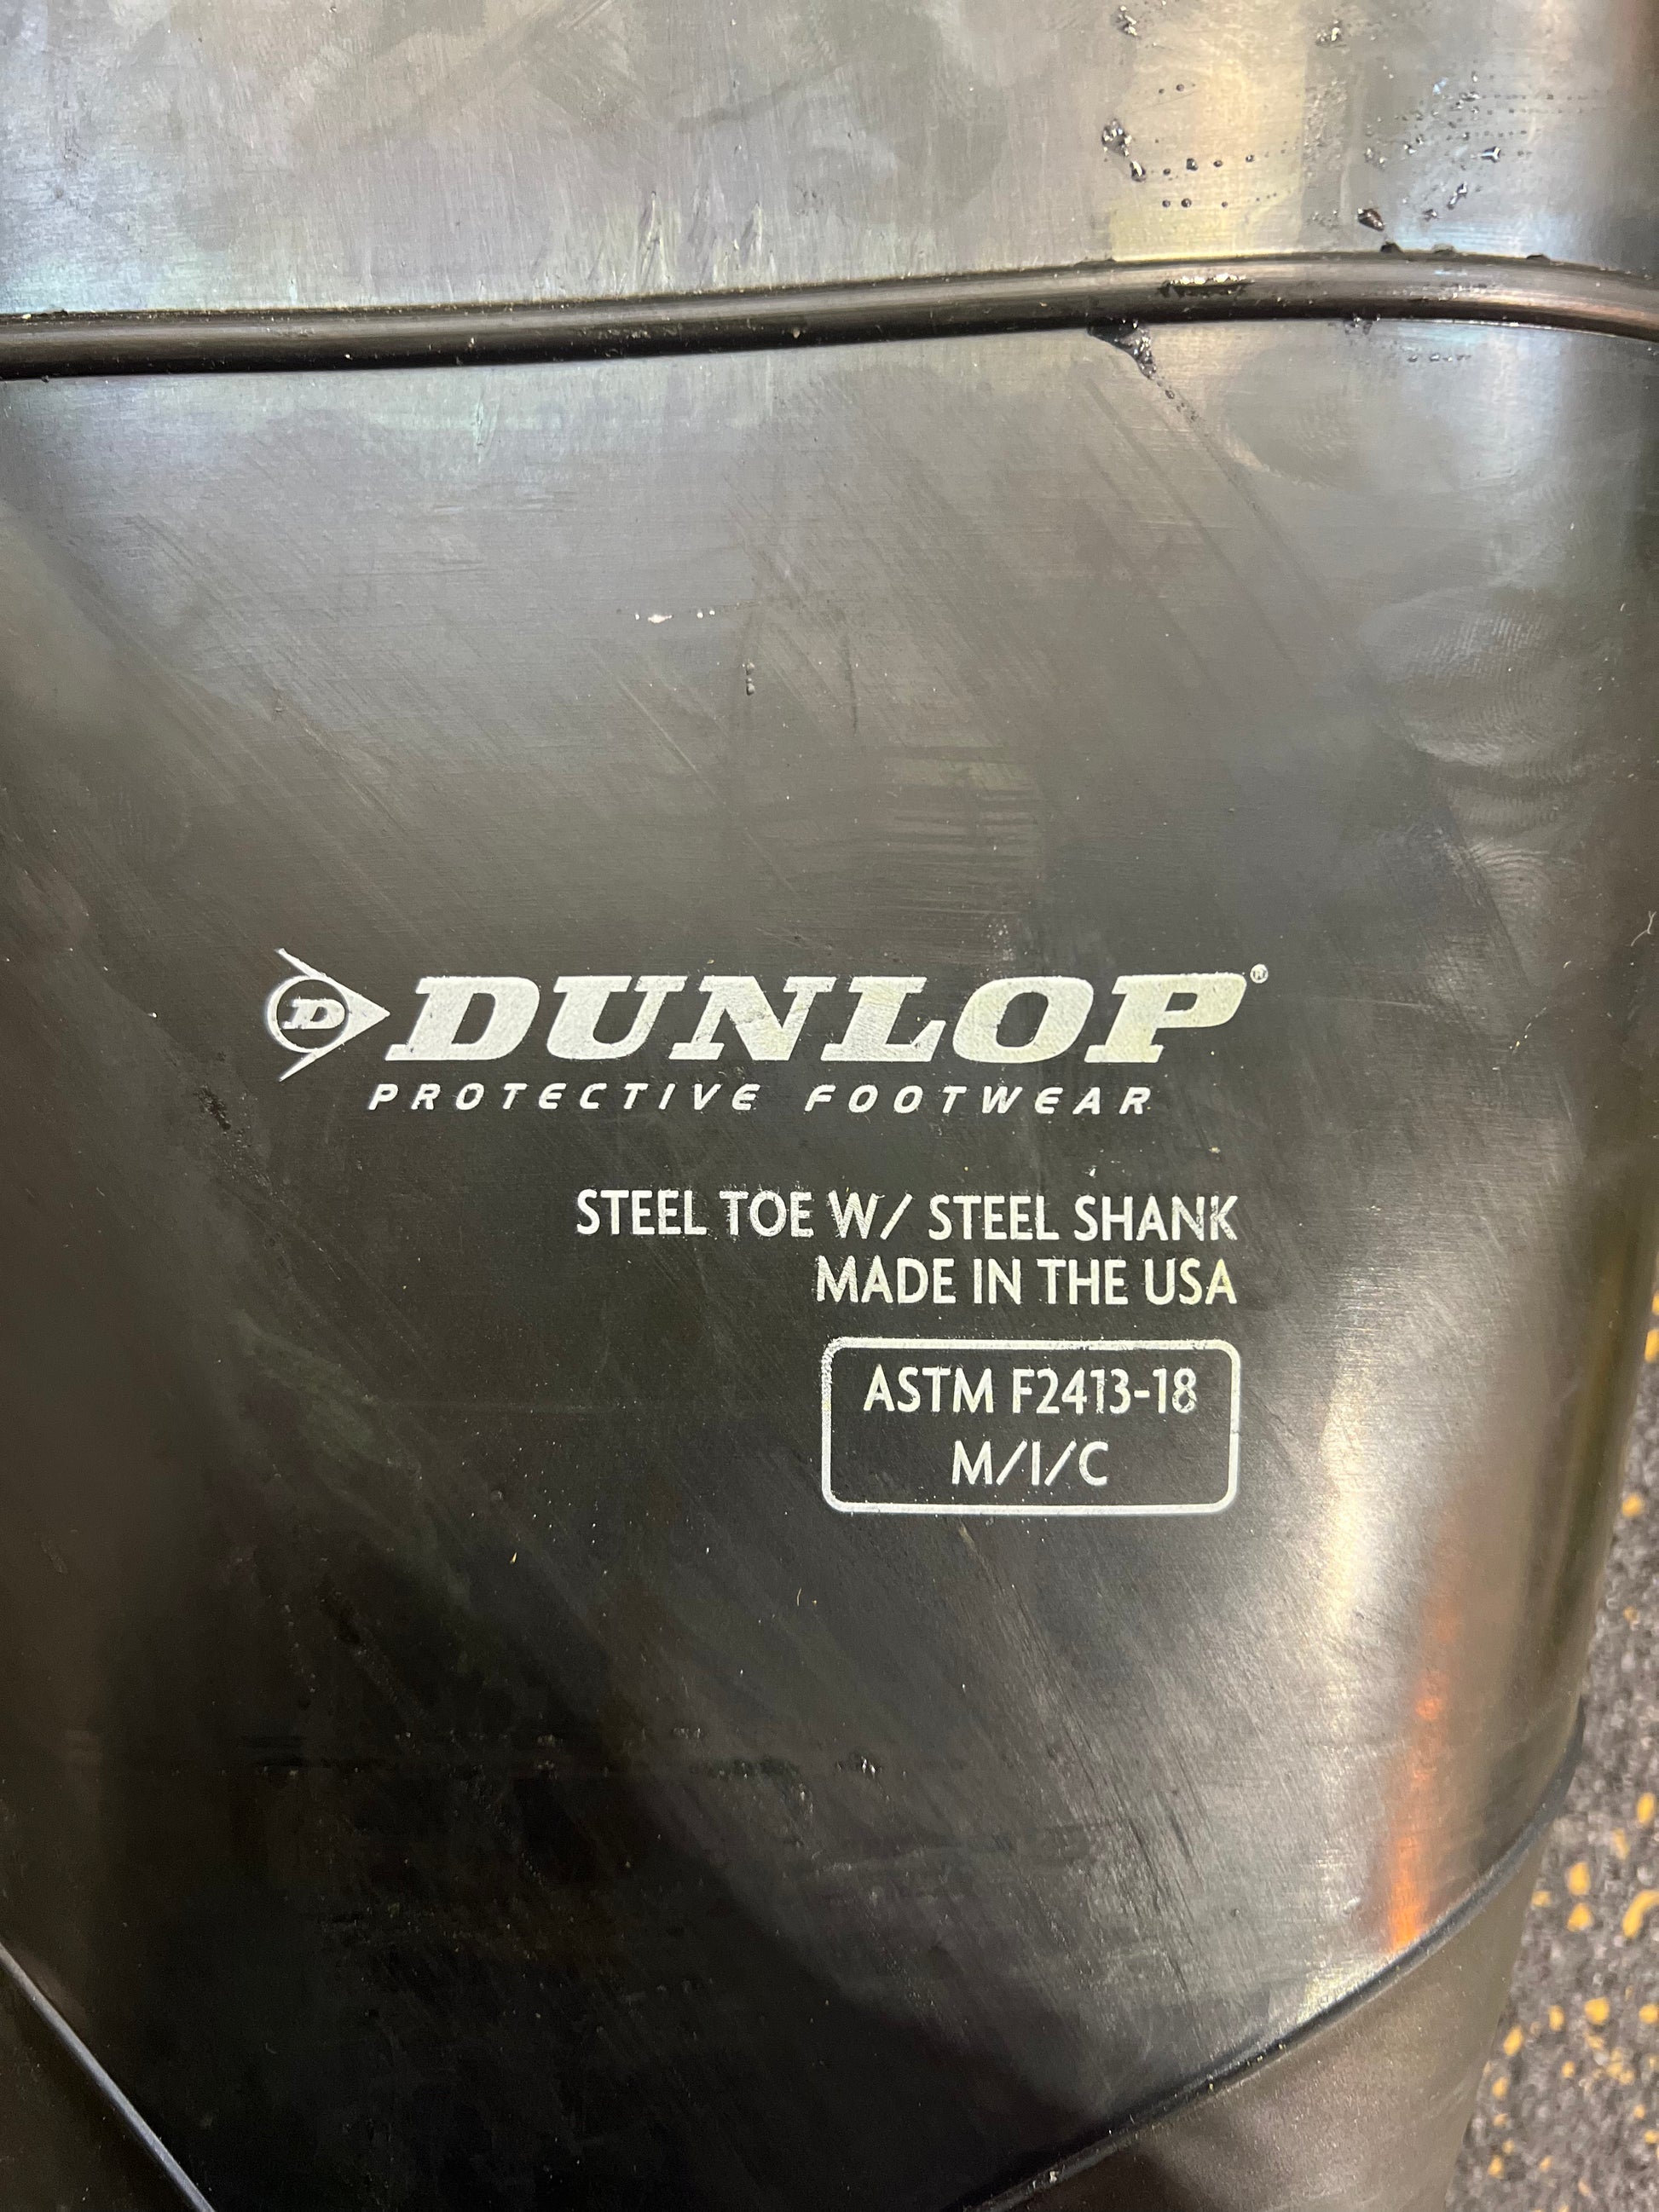 D DUNLOP®
PROTECTIVE FOOTWEAR
STEEL TOE W/ STEEL SHANK
MADE IN THE USA
ASTM F2413-18
M/I/C